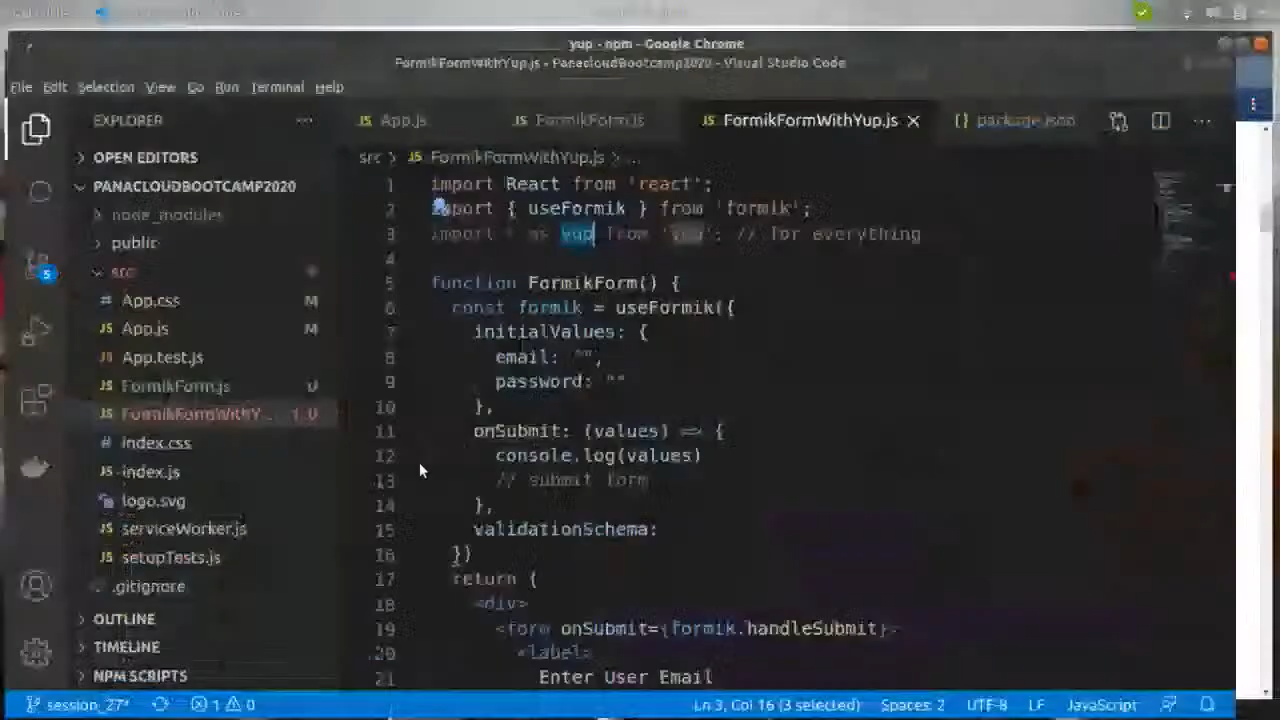 yup - npm - Google Chrome
FormikFormWithYup.js - PanacloudBootcamp2020 - Visual Studio Code
File Edit Selection View Go Run Terminal Help
EXPLORER
App.js FormikForm.js FormikFormWithYup.js package.json
OPEN EDITORS
PANACLOUDBOOTCAMP2020
node_modules
public
src
App.css M
App.js M
App.test.js
FormikForm.js U
FormikFormWithY... 1, U
index.css
index.js
logo.svg
serviceWorker.js
setupTests.js
.gitignore
OUTLINE
TIMELINE
NPM SCRIPTS
5
src > FormikFormWithYup.js > ...
1 import React from 'react';
2 import { useFormik } from 'formik';
3 import * as yup from 'yup'; // for everything
4
5 function FormikForm() {
6 const formik = useFormik({
7 initialValues: {
8 email: "",
9 password: ""
10 },
11 onSubmit: (values) => {
12 console.log(values)
13 // submit form
14 },
15 validationSchema:
16 })
17 return (
18 <div>
19 <form onSubmit={formik.handleSubmit}>
20 <label>
21 Enter User Email
session_27* 1 0 Ln 3, Col 16 (3 selected) Spaces: 2 UTF-8 LF JavaScript